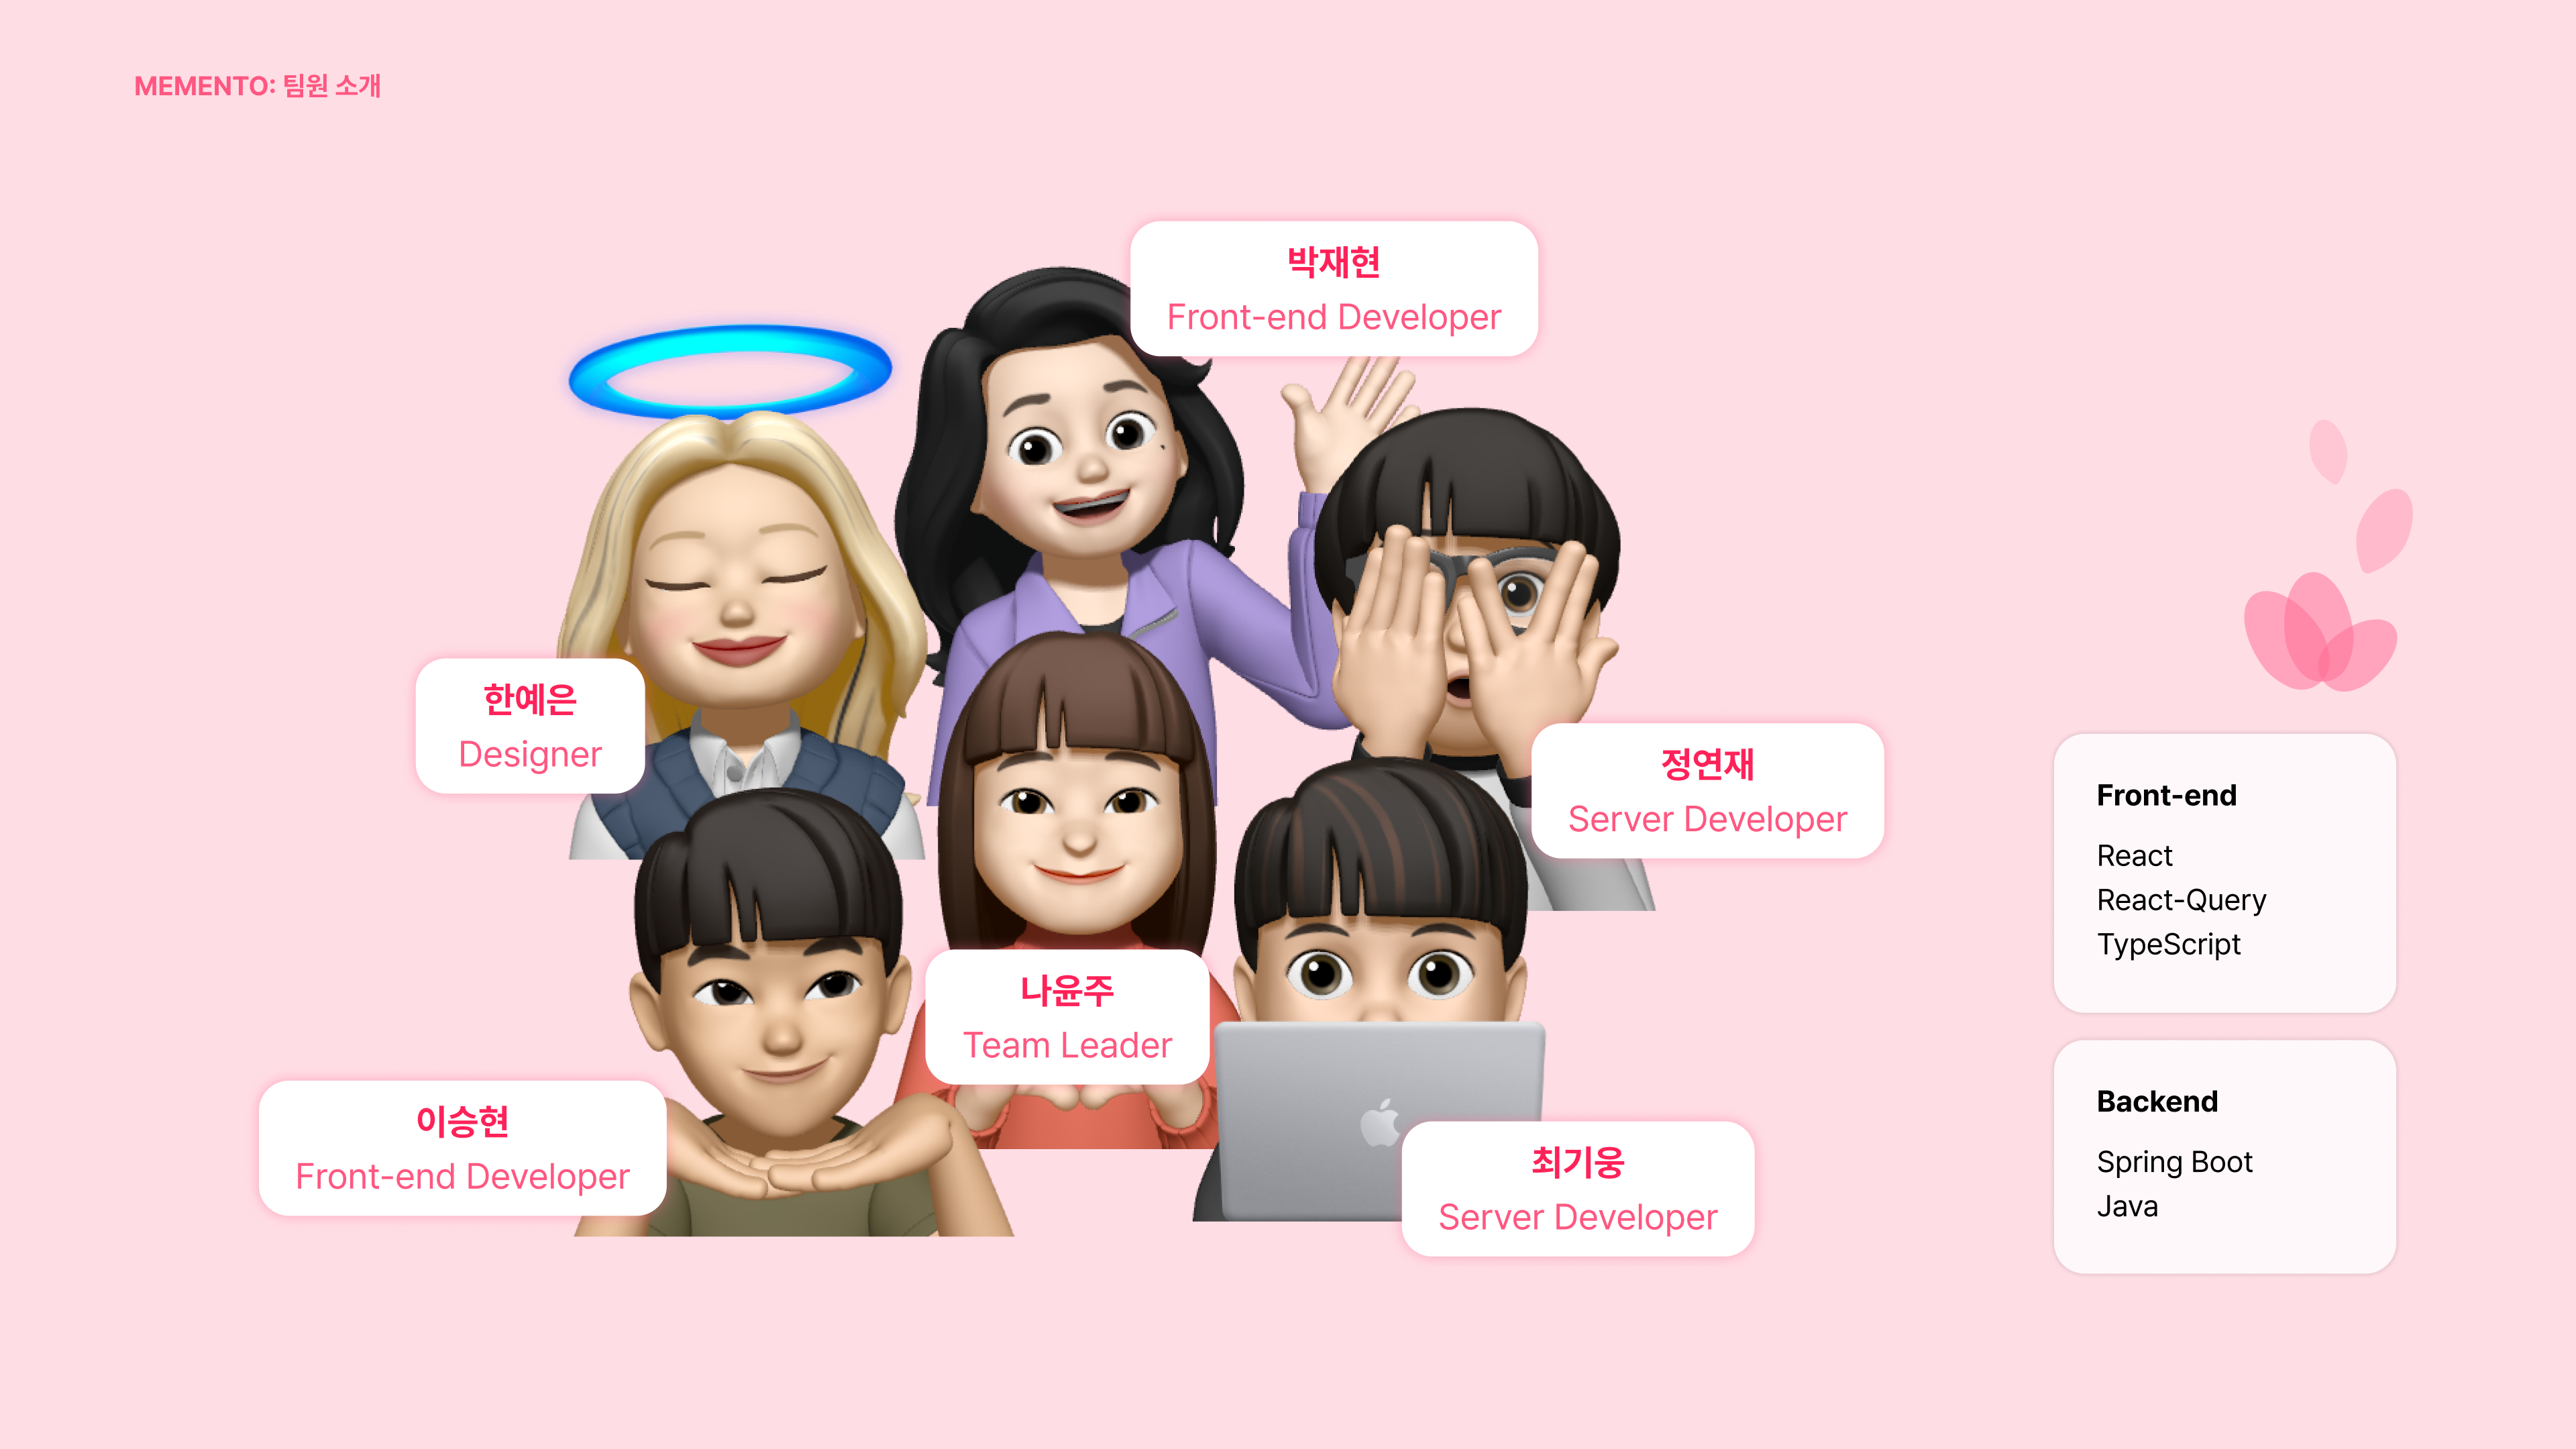 MEMENTO: 팀원 소개
박재현
Front-end Developer
한예은
Designer
정연재
Server Developer
나윤주
Team Leader
이승현
Front-end Developer
최기웅
Server Developer
Front-end
React
React-Query
TypeScript
Backend
Spring Boot
Java